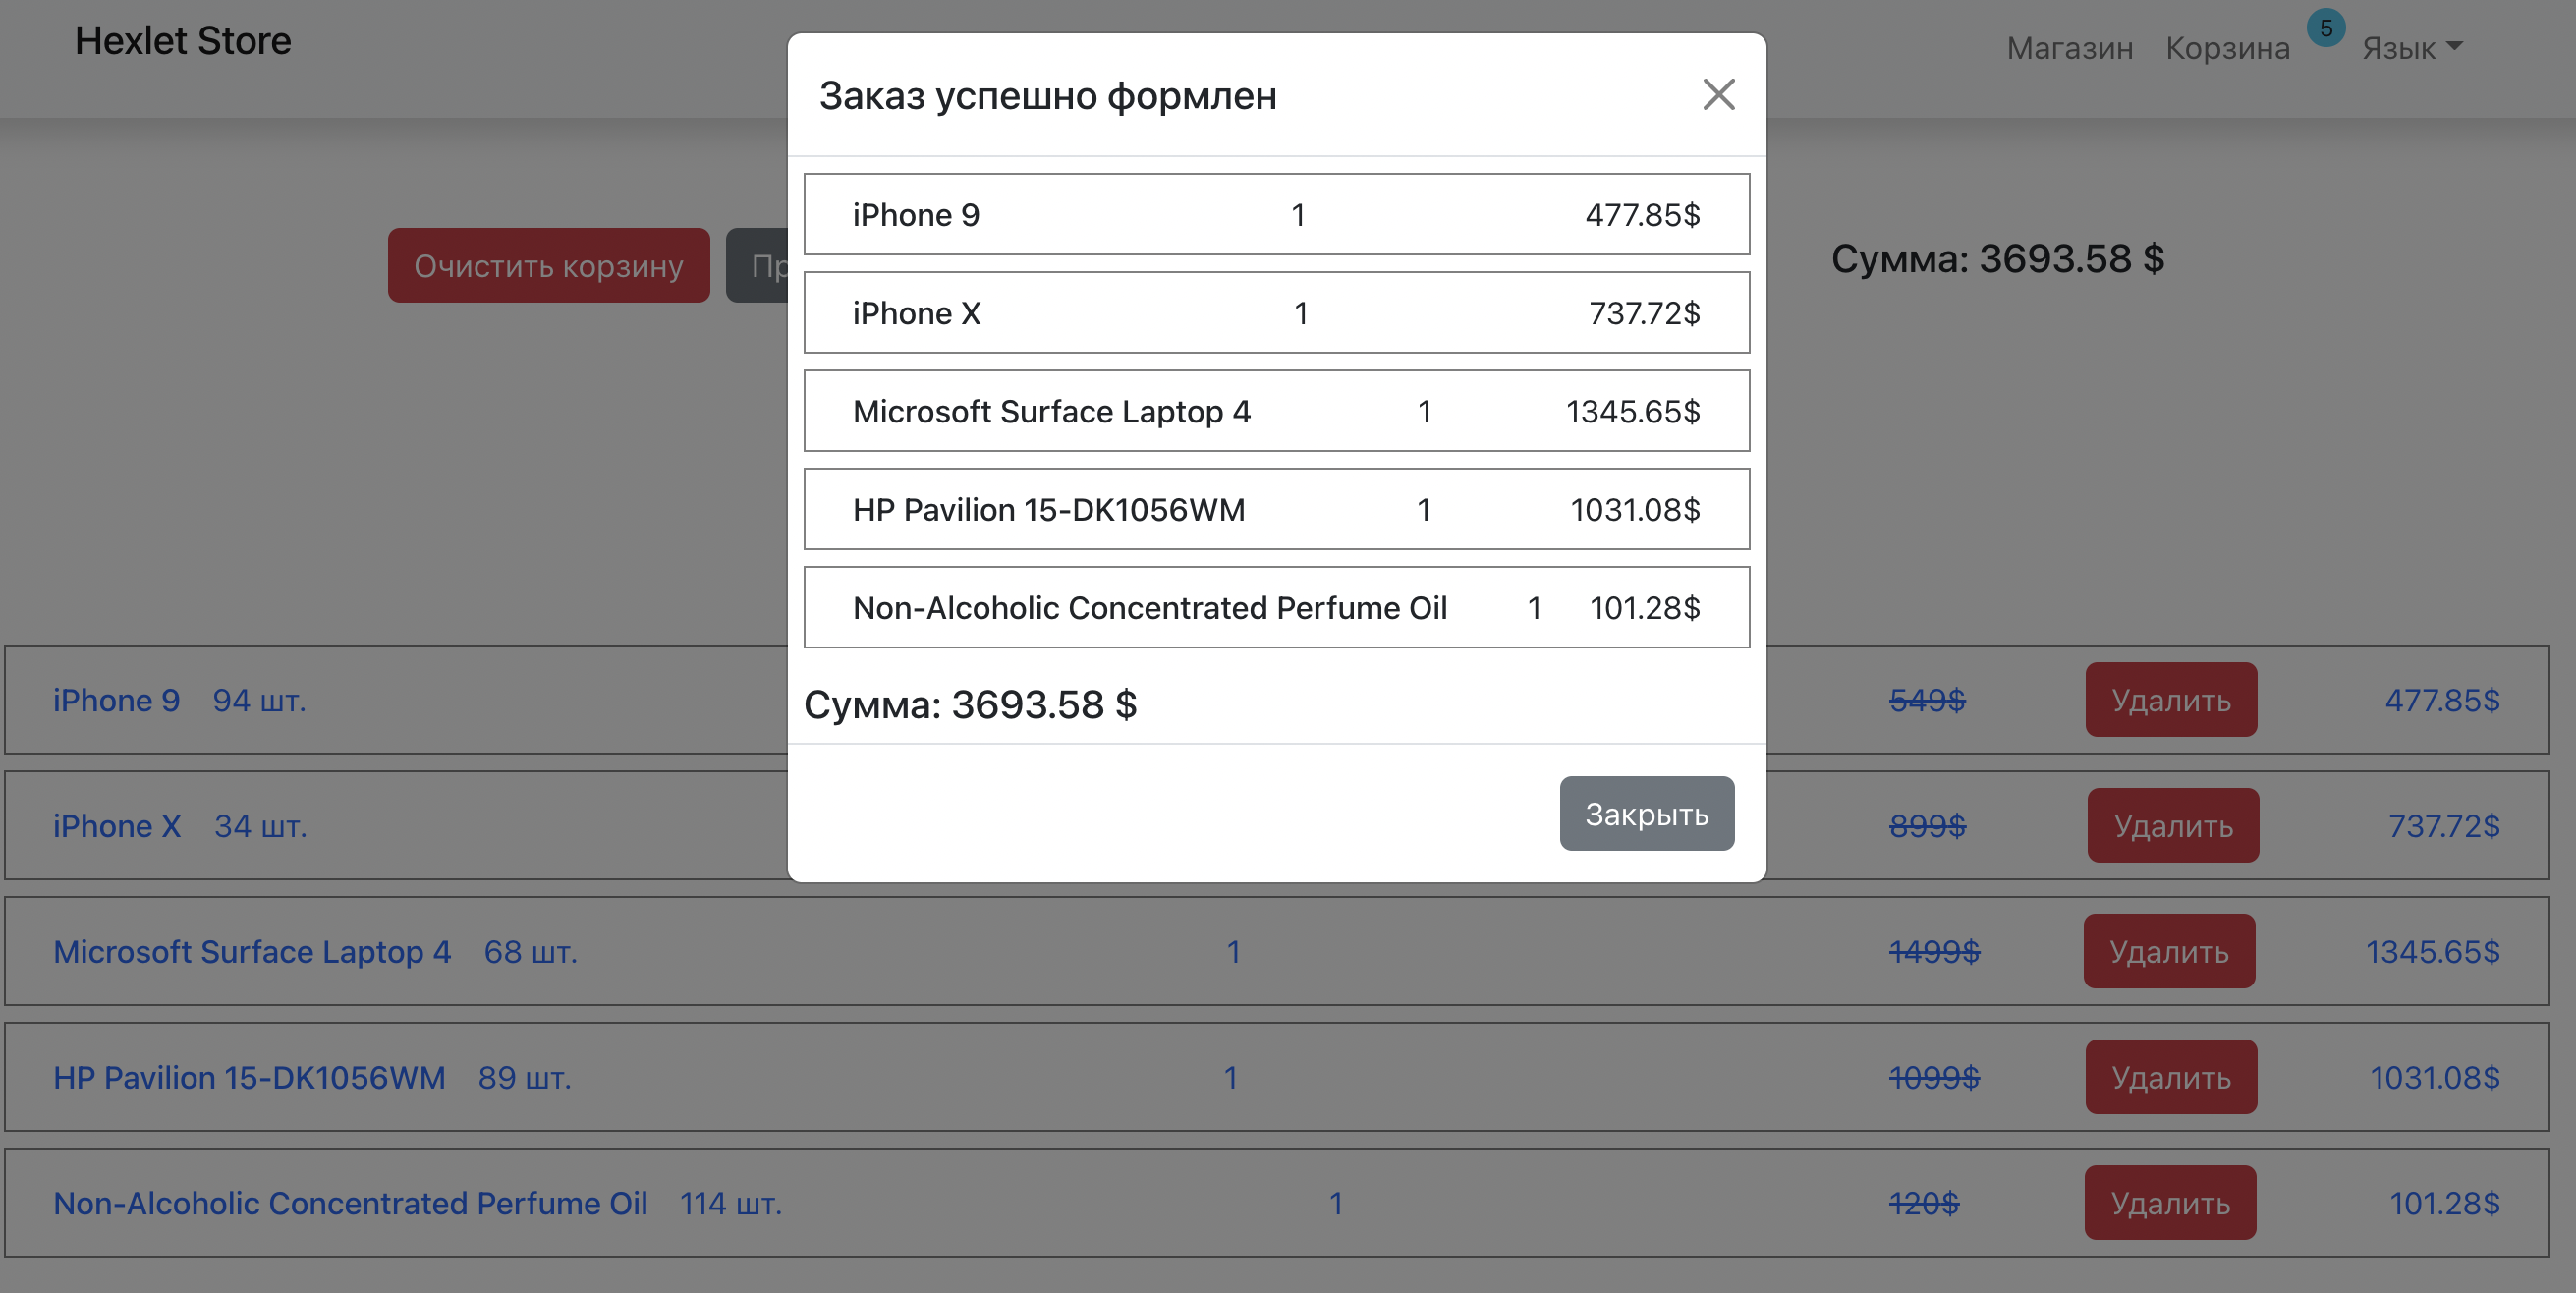 Hexlet Store
Магазин Корзина 5 Язык
Заказ успешно формлен
iPhone 9 1 477.85$
iPhone X 1 737.72$
Microsoft Surface Laptop 4 1 1345.65$
HP Pavilion 15-DK1056WM 1 1031.08$
Non-Alcoholic Concentrated Perfume Oil 1 101.28$
Сумма: 3693.58 $
Закрыть
Очистить корзину Пр
Сумма: 3693.58 $
iPhone 9 94 шт. 549$ Удалить 477.85$
iPhone X 34 шт. 899$ Удалить 737.72$
Microsoft Surface Laptop 4 68 шт. 1 1499$ Удалить 1345.65$
HP Pavilion 15-DK1056WM 89 шт. 1 1099$ Удалить 1031.08$
Non-Alcoholic Concentrated Perfume Oil 114 шт. 1 120$ Удалить 101.28$